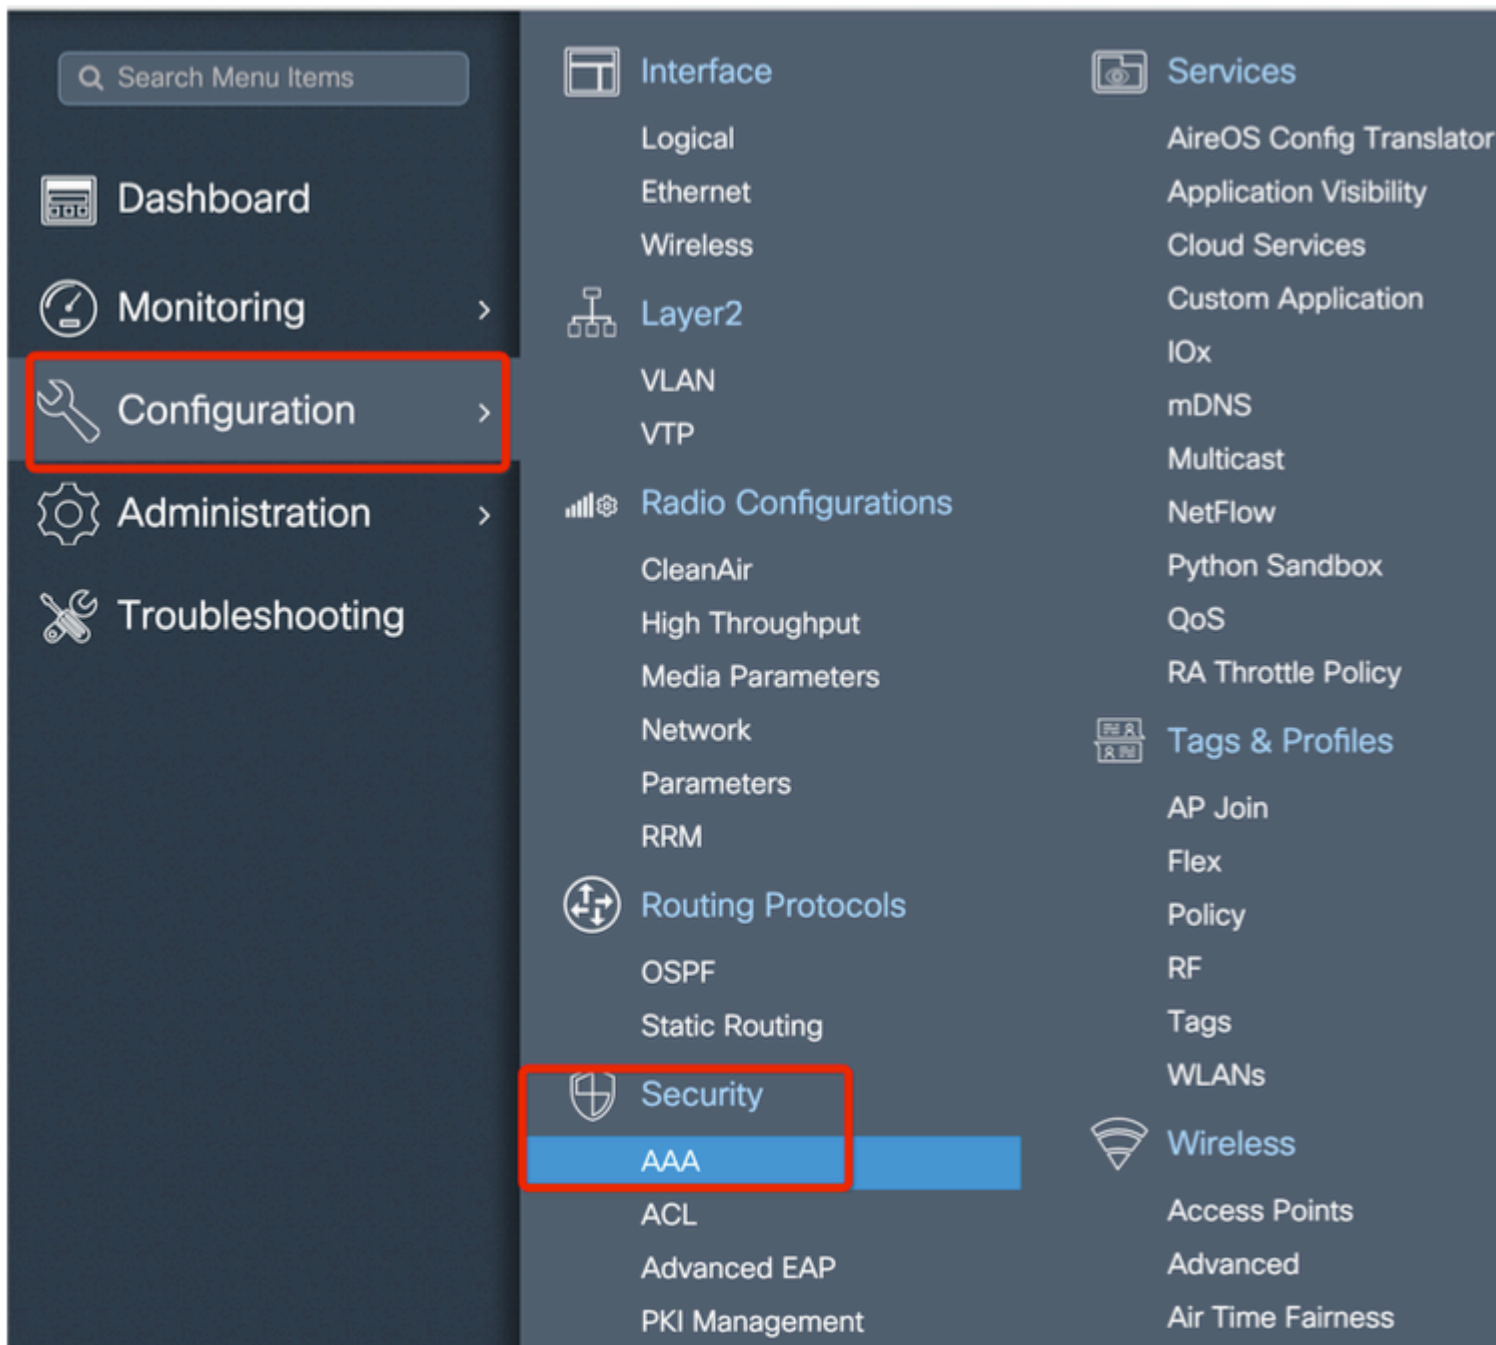 Search Menu Items
Dashboard
Monitoring
Configuration
Administration
Troubleshooting
Interface
Logical
Ethernet
Wireless
Layer2
VLAN
VTP
Radio Configurations
CleanAir
High Throughput
Media Parameters
Network
Parameters
RRM
Routing Protocols
OSPF
Static Routing
Security
AAA
ACL
Advanced EAP
PKI Management
Services
AireOS Config Translator
Application Visibility
Cloud Services
Custom Application
IOx
mDNS
Multicast
NetFlow
Python Sandbox
QoS
RA Throttle Policy
Tags & Profiles
AP Join
Flex
Policy
RF
Tags
WLANs
Wireless
Access Points
Advanced
Air Time Fairness